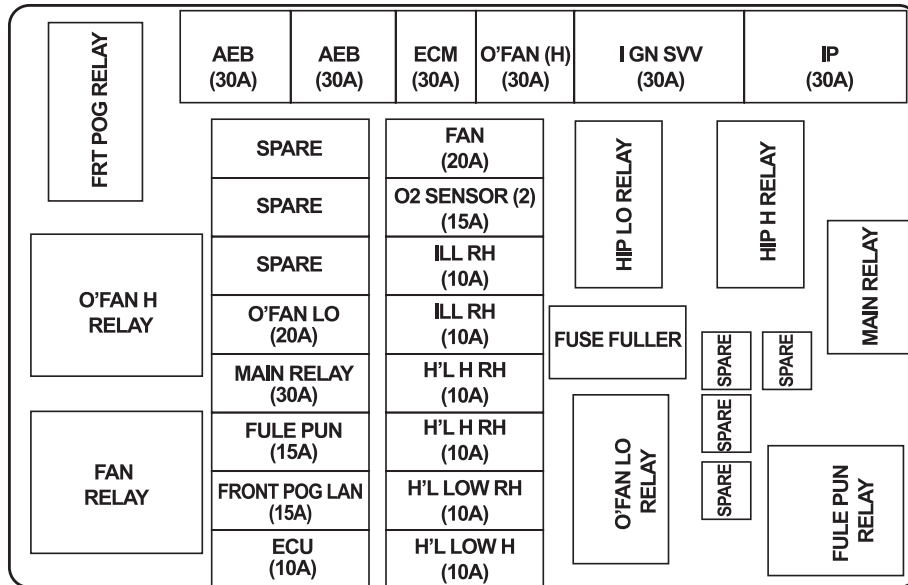 FRT POG RELAY
AEB
(30A)
AEB
(30A)
ECM
(30A)
O'FAN (H)
(30A)
I GN SVV
(30A)
IP
(30A)
SPARE
SPARE
SPARE
O'FAN LO
(20A)
MAIN RELAY
(30A)
FULE PUN
(15A)
FRONT POG LAN
(15A)
ECU
(10A)
FAN
(20A)
O2 SENSOR (2)
(15A)
ILL RH
(10A)
ILL RH
(10A)
H'L H RH
(10A)
H'L H RH
(10A)
H'L LOW RH
(10A)
H'L LOW H
(10A)
O'FAN H
RELAY
FAN
RELAY
HIP LO RELAY
HIP H RELAY
MAIN RELAY
FUSE FULLER
SPARE
SPARE
SPARE
SPARE
O'FAN LO
RELAY
FULE PUN
RELAY